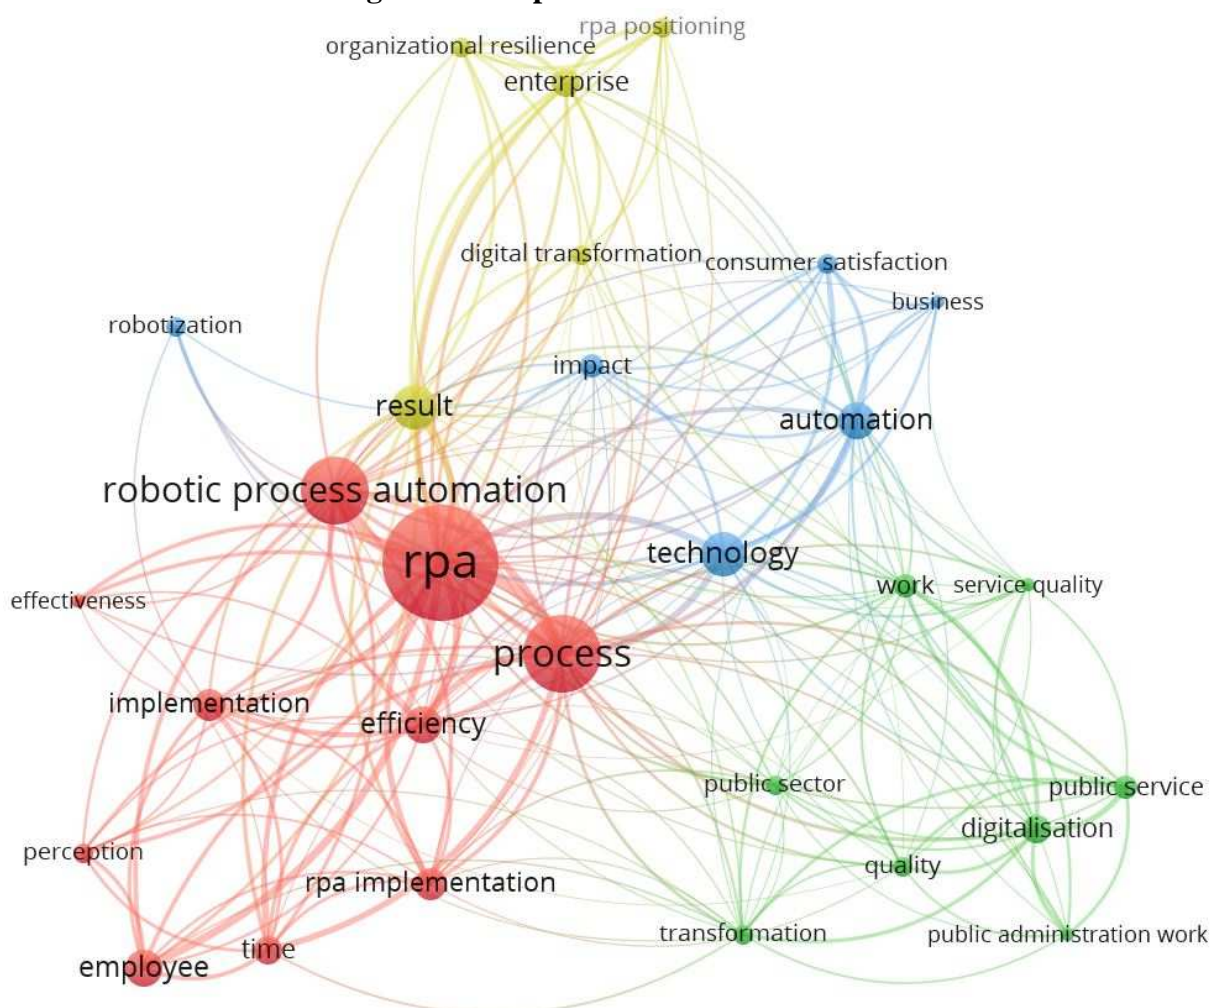 rpa positioning
organizational resilience
enterprise
digital transformation
consumer satisfaction
business
robotization
impact
result
automation
robotic process automation
rpa
technology
work
service quality
effectiveness
process
implementation
efficiency
public sector
public service
digitalisation
perception
quality
rpa implementation
transformation
public administration work
time
employee